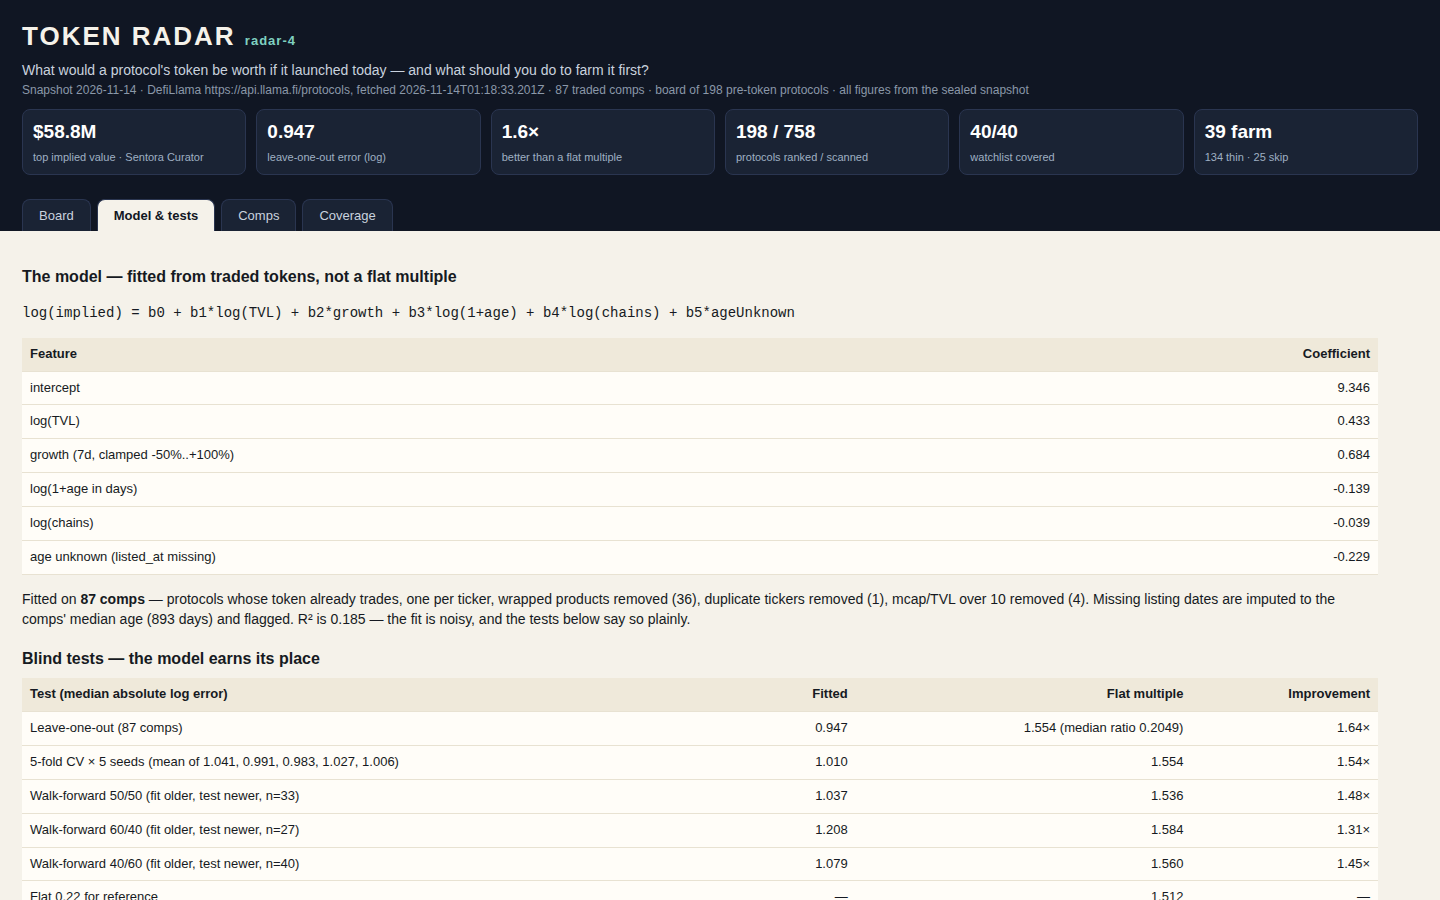 TOKEN RADAR radar-4
What would a protocol's token be worth if it launched today — and what should you do to farm it first?
Snapshot 2026-11-14 · DefiLlama https://api.llama.fi/protocols, fetched 2026-11-14T01:18:33.201Z · 87 traded comps · board of 198 pre-token protocols · all figures from the sealed snapshot
$58.8M
top implied value · Sentora Curator
0.947
leave-one-out error (log)
1.6×
better than a flat multiple
198 / 758
protocols ranked / scanned
40/40
watchlist covered
39 farm
134 thin · 25 skip
Board
Model & tests
Comps
Coverage
The model — fitted from traded tokens, not a flat multiple
log(implied) = b0 + b1*log(TVL) + b2*growth + b3*log(1+age) + b4*log(chains) + b5*ageUnknown
Feature Coefficient
intercept 9.346
log(TVL) 0.433
growth (7d, clamped -50%..+100%) 0.684
log(1+age in days) -0.139
log(chains) -0.039
age unknown (listed_at missing) -0.229
Fitted on 87 comps — protocols whose token already trades, one per ticker, wrapped products removed (36), duplicate tickers removed (1), mcap/TVL over 10 removed (4). Missing listing dates are imputed to the
comps' median age (893 days) and flagged. R² is 0.185 — the fit is noisy, and the tests below say so plainly.
Blind tests — the model earns its place
Test (median absolute log error) Fitted Flat multiple Improvement
Leave-one-out (87 comps) 0.947 1.554 (median ratio 0.2049) 1.64×
5-fold CV × 5 seeds (mean of 1.041, 0.991, 0.983, 1.027, 1.006) 1.010 1.554 1.54×
Walk-forward 50/50 (fit older, test newer, n=33) 1.037 1.536 1.48×
Walk-forward 60/40 (fit older, test newer, n=27) 1.208 1.584 1.31×
Walk-forward 40/60 (fit older, test newer, n=40) 1.079 1.560 1.45×
Flat 0.22 for reference — 1.512 —